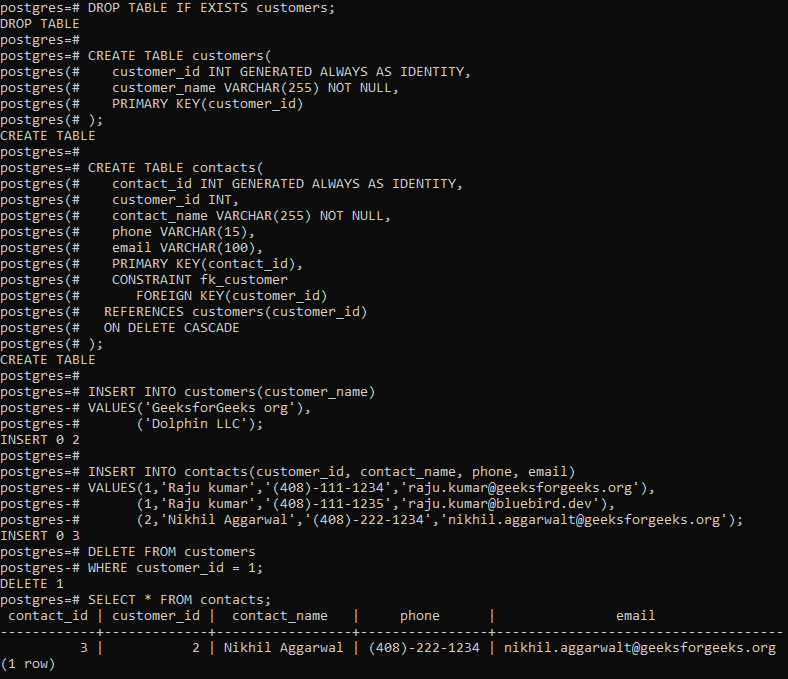 postgres=# DROP TABLE IF EXISTS customers;
DROP TABLE
postgres=#
postgres=# CREATE TABLE customers(
postgres(#    customer_id INT GENERATED ALWAYS AS IDENTITY,
postgres(#    customer_name VARCHAR(255) NOT NULL,
postgres(#    PRIMARY KEY(customer_id)
postgres(# );
CREATE TABLE
postgres=#
postgres=# CREATE TABLE contacts(
postgres(#    contact_id INT GENERATED ALWAYS AS IDENTITY,
postgres(#    customer_id INT,
postgres(#    contact_name VARCHAR(255) NOT NULL,
postgres(#    phone VARCHAR(15),
postgres(#    email VARCHAR(100),
postgres(#    PRIMARY KEY(contact_id),
postgres(#    CONSTRAINT fk_customer
postgres(#       FOREIGN KEY(customer_id)
postgres(#   REFERENCES customers(customer_id)
postgres(#   ON DELETE CASCADE
postgres(# );
CREATE TABLE
postgres=#
postgres=# INSERT INTO customers(customer_name)
postgres-# VALUES('GeeksforGeeks org'),
postgres-#       ('Dolphin LLC');
INSERT 0 2
postgres=#
postgres=# INSERT INTO contacts(customer_id, contact_name, phone, email)
postgres-# VALUES(1,'Raju kumar','(408)-111-1234','raju.kumar@geeksforgeeks.org'),
postgres-#       (1,'Raju kumar','(408)-111-1235','raju.kumar@bluebird.dev'),
postgres-#       (2,'Nikhil Aggarwal','(408)-222-1234','nikhil.aggarwalt@geeksforgeeks.org');
INSERT 0 3
postgres=# DELETE FROM customers
postgres-# WHERE customer_id = 1;
DELETE 1
postgres=# SELECT * FROM contacts;
 contact_id | customer_id |  contact_name   |     phone      |               email
------------+-------------+-----------------+----------------+------------------------------------
          3 |           2 | Nikhil Aggarwal | (408)-222-1234 | nikhil.aggarwalt@geeksforgeeks.org
(1 row)